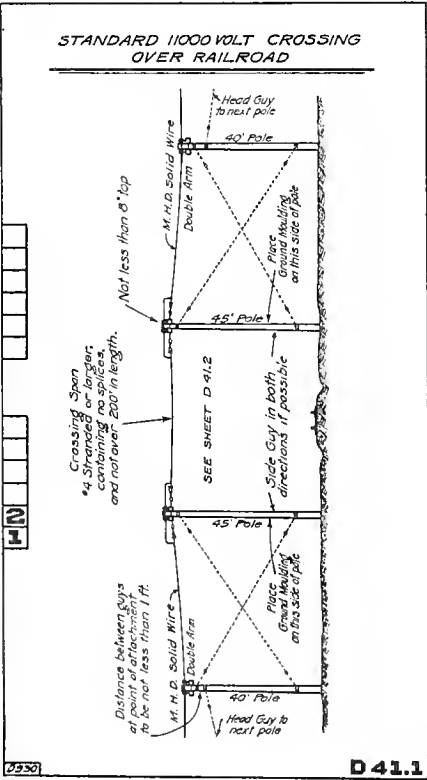 STANDARD 11000 VOLT CROSSING
OVER RAILROAD
Head Guy
to next pole
40' Pole
M. H. D. Solid Wire
Double Arm
Place
Ground Moulding
on this side of pole
Not less than 8" top
45' Pole
Crossing Span
#4 Stranded or larger,
containing no splices,
and not over 200' in length.
SEE SHEET D 41.2
Side Guy in both
directions if possible
45' Pole
Place
Ground Moulding
on this side of pole
Distance between guys
at point of attachment
to be not less than 1 ft.
M. H. D. Solid Wire
Double Arm
40' Pole
Head Guy to
next pole
2
1
0930
D 41.1